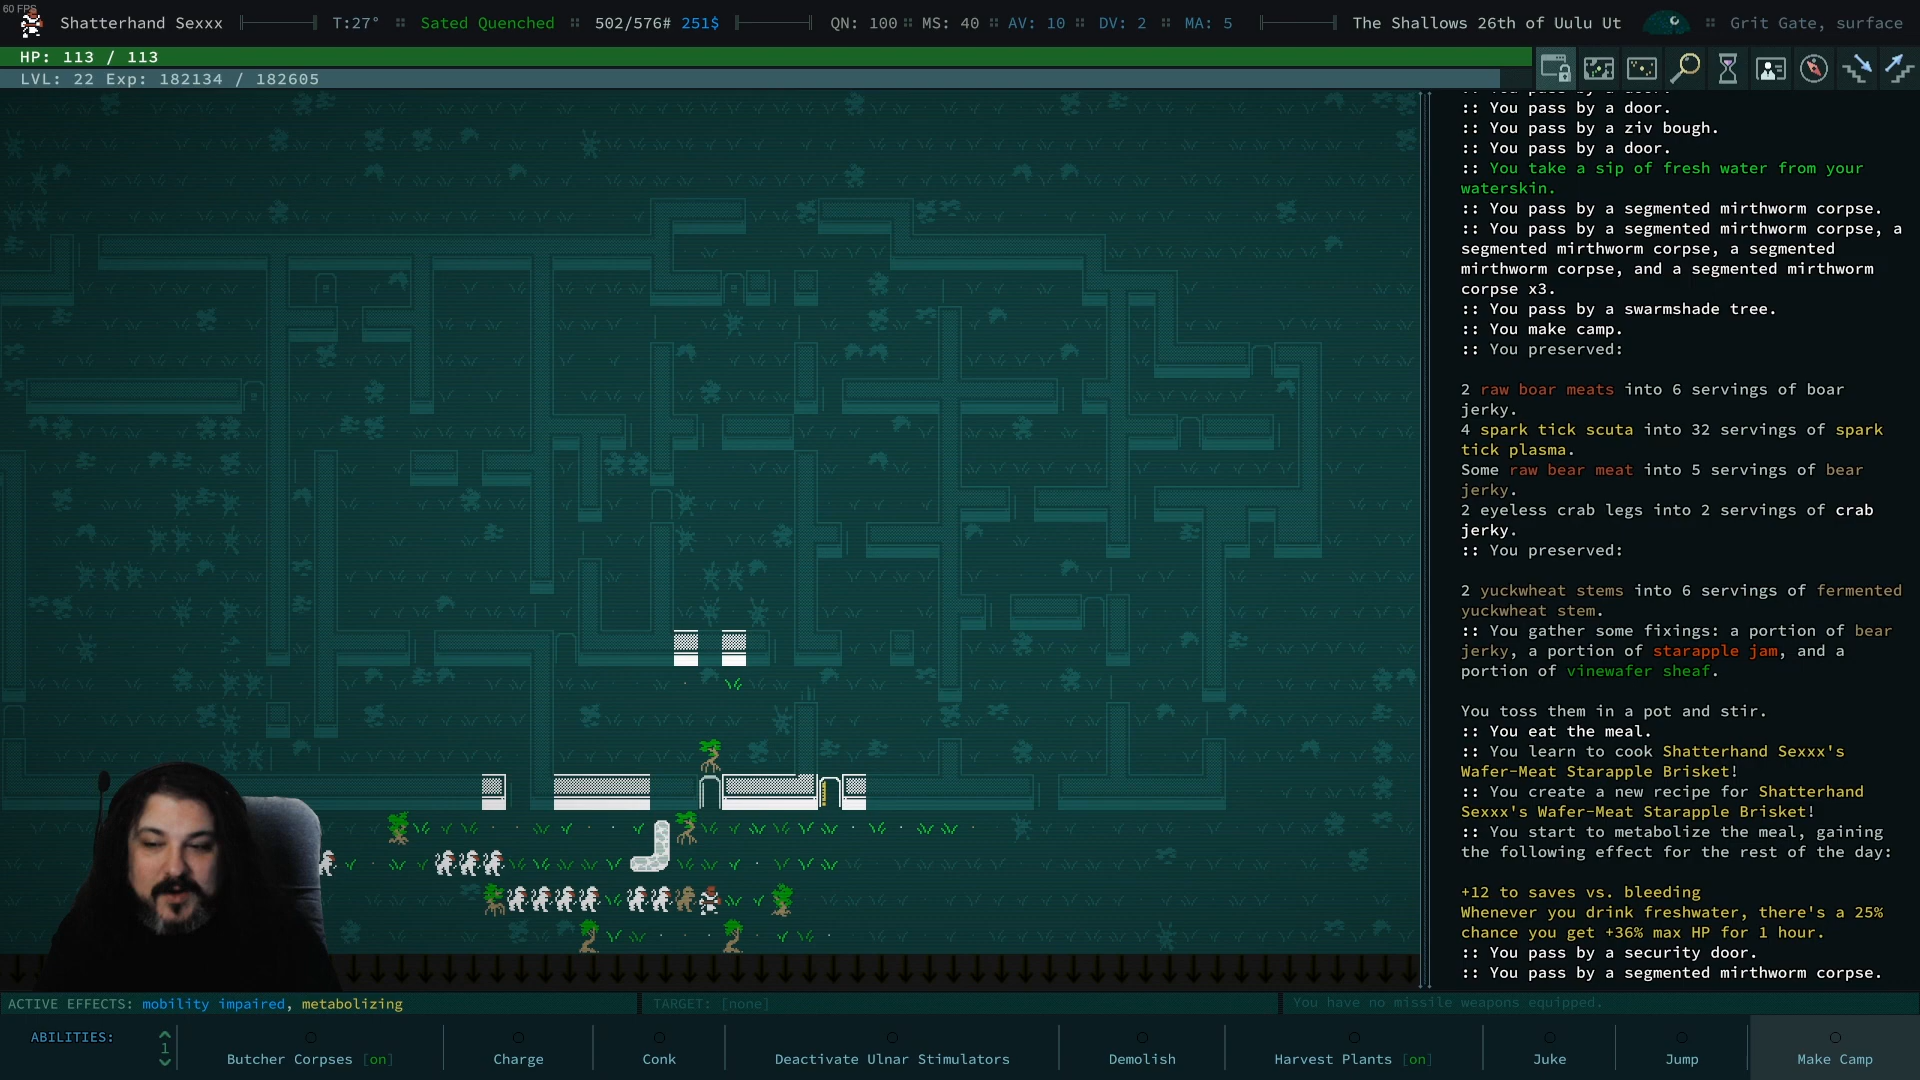 60 FPS
Shatterhand Sexxx T:27° :: Sated Quenched :: 502/576# 251$ QN: 100 :: MS: 40 :: AV: 10 :: DV: 2 :: MA: 5 The Shallows 26th of Uulu Ut :: Grit Gate, surface
HP: 113 / 113
LVL: 22 Exp: 182134 / 182605
:: You pass by a door.
:: You pass by a door.
:: You pass by a ziv bough.
:: You pass by a door.
:: You take a sip of fresh water from your
waterskin.
:: You pass by a segmented mirthworm corpse.
:: You pass by a segmented mirthworm corpse, a
segmented mirthworm corpse, a segmented
mirthworm corpse, and a segmented mirthworm
corpse x3.
:: You pass by a swarmshade tree.
:: You make camp.
:: You preserved:
2 raw boar meats into 6 servings of boar
jerky.
4 spark tick scuta into 32 servings of spark
tick plasma.
Some raw bear meat into 5 servings of bear
jerky.
2 eyeless crab legs into 2 servings of crab
jerky.
:: You preserved:
2 yuckwheat stems into 6 servings of fermented
yuckwheat stem.
:: You gather some fixings: a portion of bear
jerky, a portion of starapple jam, and a
portion of vinewafer sheaf.
You toss them in a pot and stir.
:: You eat the meal.
:: You learn to cook Shatterhand Sexxx's
Wafer-Meat Starapple Brisket!
:: You create a new recipe for Shatterhand
Sexxx's Wafer-Meat Starapple Brisket!
:: You start to metabolize the meal, gaining
the following effect for the rest of the day:
+12 to saves vs. bleeding
Whenever you drink freshwater, there's a 25%
chance you get +36% max HP for 1 hour.
:: You pass by a security door.
:: You pass by a segmented mirthworm corpse.
ACTIVE EFFECTS: mobility impaired, metabolizing TARGET: [none] You have no missile weapons equipped.
ABILITIES: 1 Butcher Corpses [on] Charge Conk Deactivate Ulnar Stimulators Demolish Harvest Plants [on] Juke Jump Make Camp